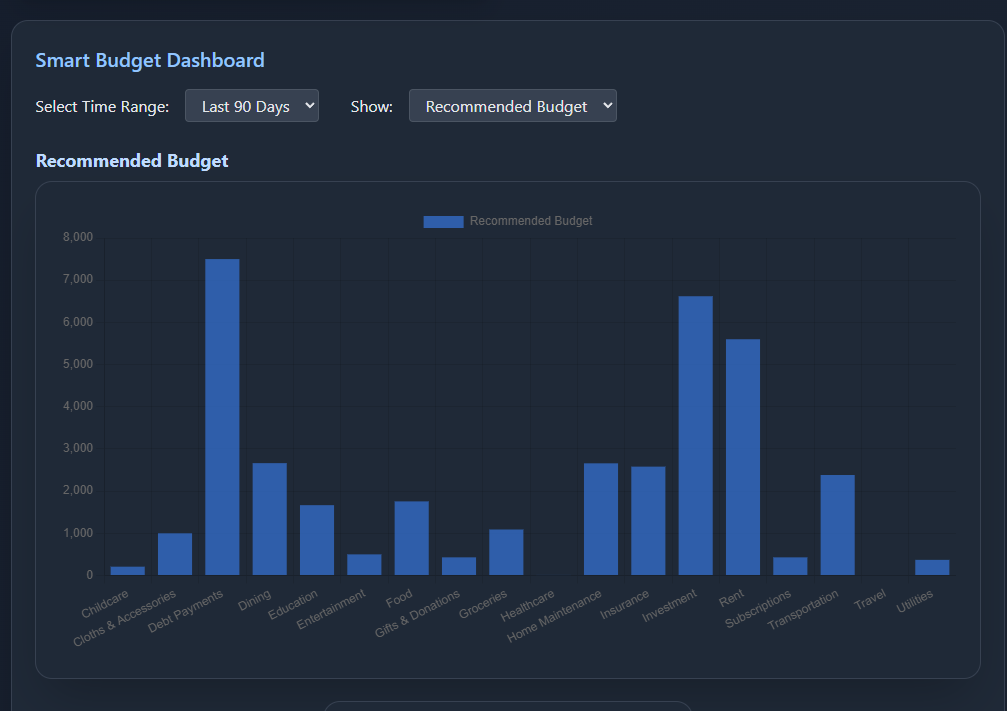 Smart Budget Dashboard
Select Time Range: Last 90 Days Show: Recommended Budget
Recommended Budget
Recommended Budget
8,000
7,000
6,000
5,000
4,000
3,000
2,000
1,000
0
Childcare
Cloths & Accessories
Debt Payments
Dining
Education
Entertainment
Food
Gifts & Donations
Groceries
Healthcare
Home Maintenance
Insurance
Investment
Rent
Subscriptions
Transportation
Travel
Utilities